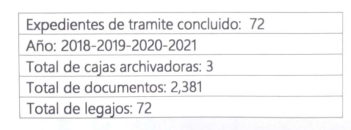 Expedientes de tramite concluido: 72
Año: 2018-2019-2020-2021
Total de cajas archivadoras: 3
Total de documentos: 2,381
Total de legajos: 72